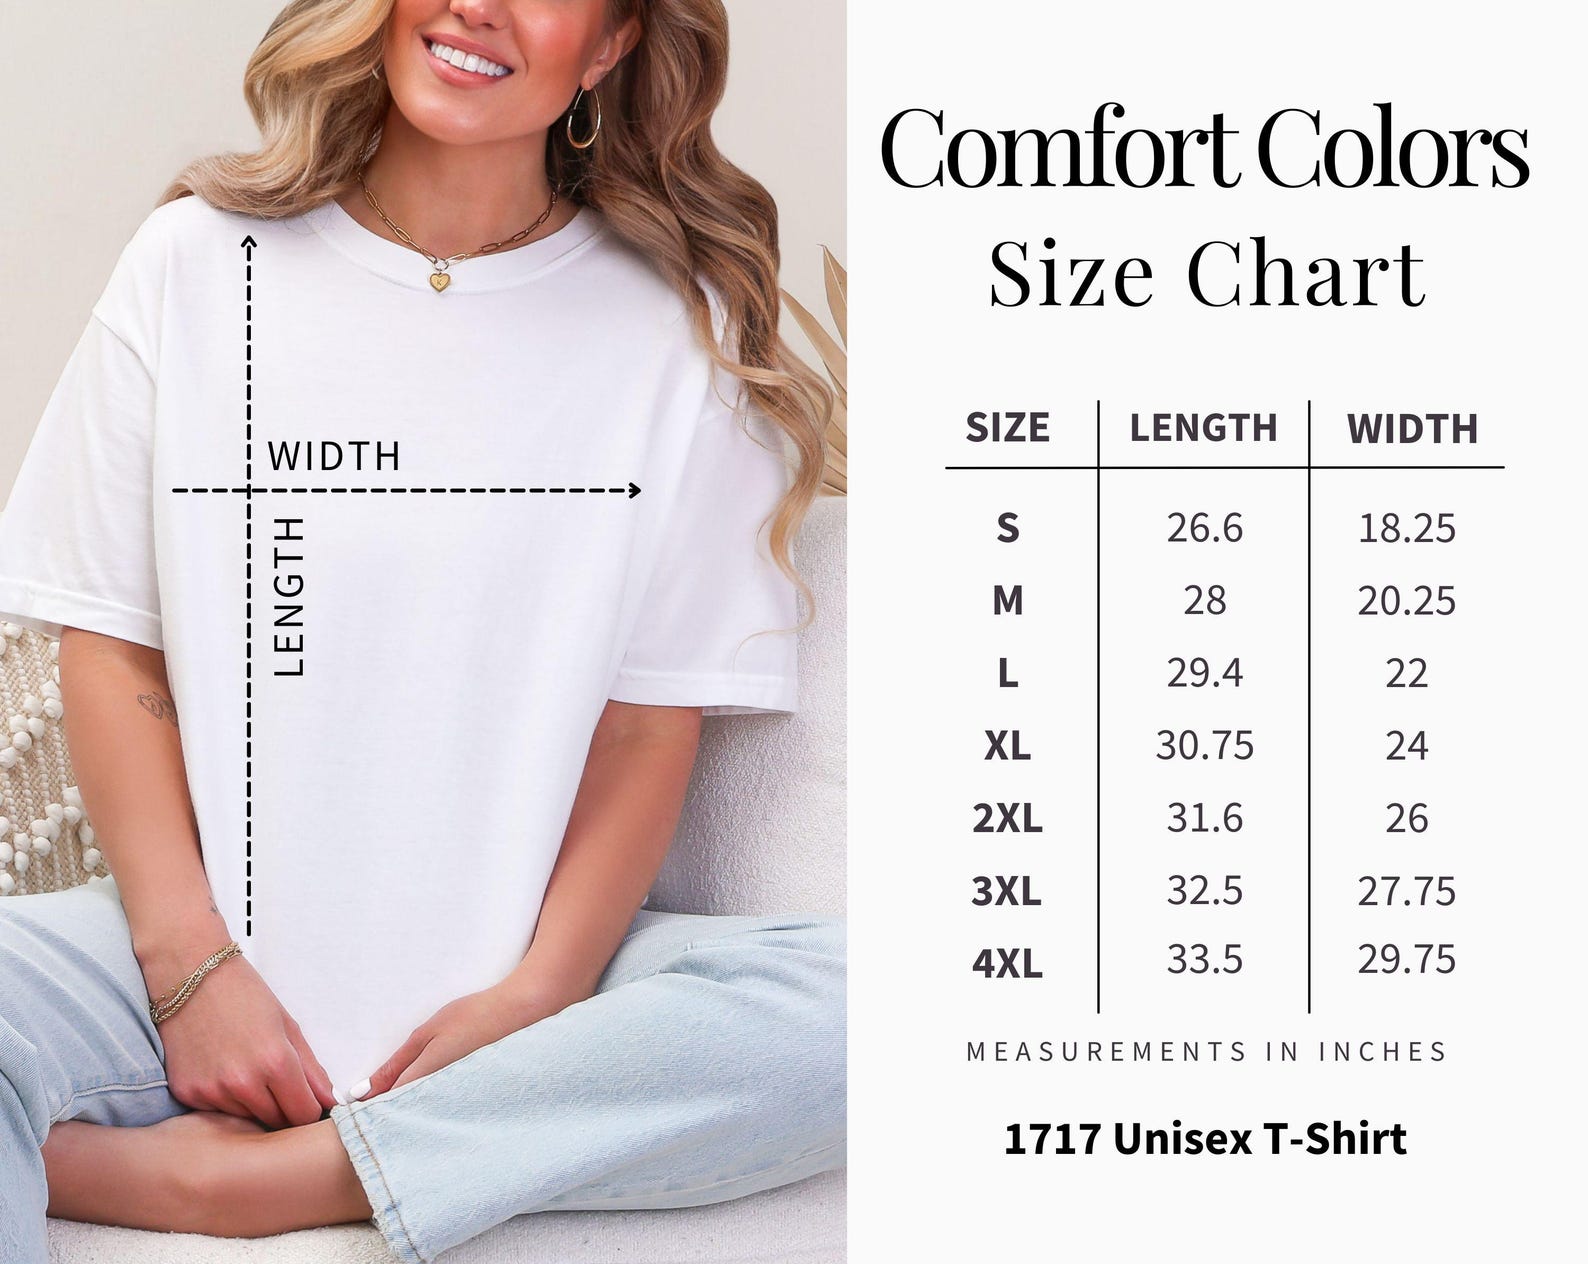 WIDTH
LENGTH
K
Comfort Colors
Size Chart
SIZE LENGTH WIDTH
S 26.6 18.25
M 28 20.25
L 29.4 22
XL 30.75 24
2XL 31.6 26
3XL 32.5 27.75
4XL 33.5 29.75
MEASUREMENTS IN INCHES
1717 Unisex T-Shirt